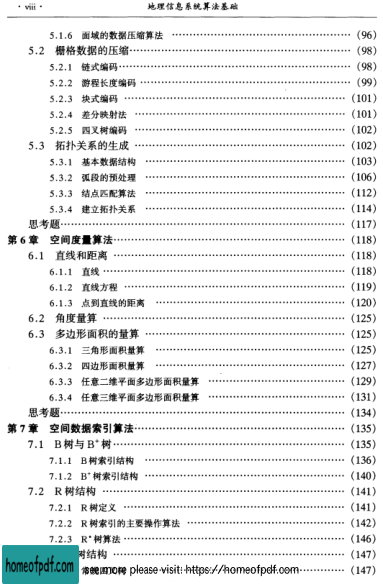 · viii ·
地理信息系统算法基础
5.1.6 面域的数据压缩算法 (96)
5.2 栅格数据的压缩 (98)
5.2.1 链式编码 (98)
5.2.2 游程长度编码 (99)
5.2.3 块式编码 (101)
5.2.4 差分映射法 (101)
5.2.5 四叉树编码 (102)
5.3 拓扑关系的生成 (102)
5.3.1 基本数据结构 (103)
5.3.2 弧段的预处理 (106)
5.3.3 结点匹配算法 (112)
5.3.4 建立拓扑关系 (114)
思考题 (117)
第6章 空间度量算法 (118)
6.1 直线和距离 (118)
6.1.1 直线 (118)
6.1.2 直线方程 (119)
6.1.3 点到直线的距离 (120)
6.2 角度量算 (125)
6.3 多边形面积的量算 (125)
6.3.1 三角形面积量算 (125)
6.3.2 四边形面积量算 (127)
6.3.3 任意二维平面多边形面积量算 (129)
6.3.4 任意三维平面多边形面积量算 (131)
思考题 (134)
第7章 空间数据索引算法 (135)
7.1 B树与B⁺树 (135)
7.1.1 B树索引结构 (136)
7.1.2 B⁺树索引结构 (140)
7.2 R树结构 (141)
7.2.1 R树定义 (141)
7.2.2 R树索引的主要操作算法 (142)
7.2.3 R*树算法 (146)
树结构 (147)
(147)
homeofpdf.com
see more please visit: https://homeofpdf.com